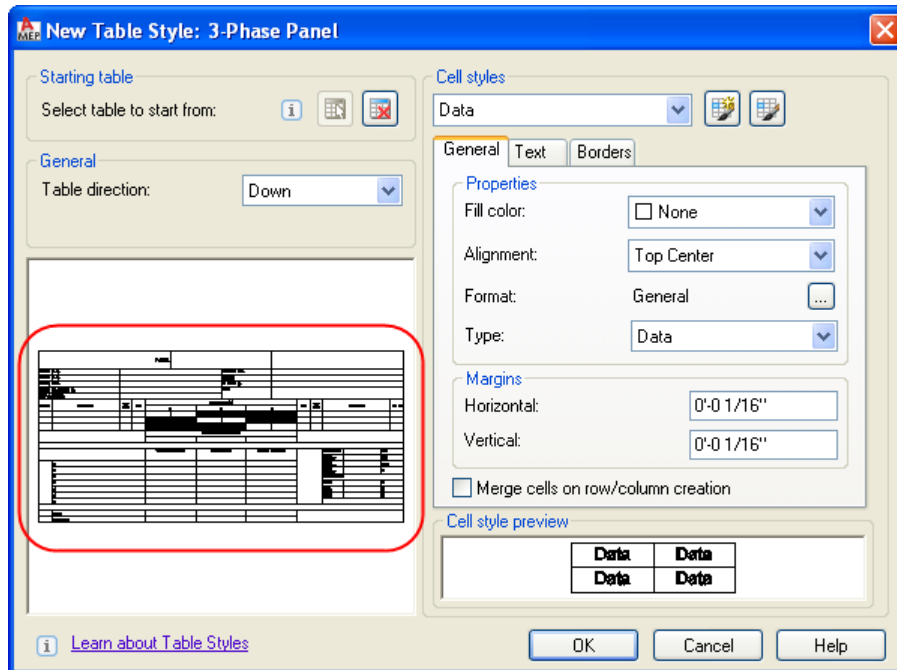 MEP New Table Style: 3-Phase Panel
Starting table
Select table to start from:
General
Table direction: Down
Learn about Table Styles
Cell styles
Data
General Text Borders
Properties
Fill color: None
Alignment: Top Center
Format: General ...
Type: Data
Margins
Horizontal: 0'-0 1/16"
Vertical: 0'-0 1/16"
Merge cells on row/column creation
Cell style preview
Data Data
Data Data
OK Cancel Help